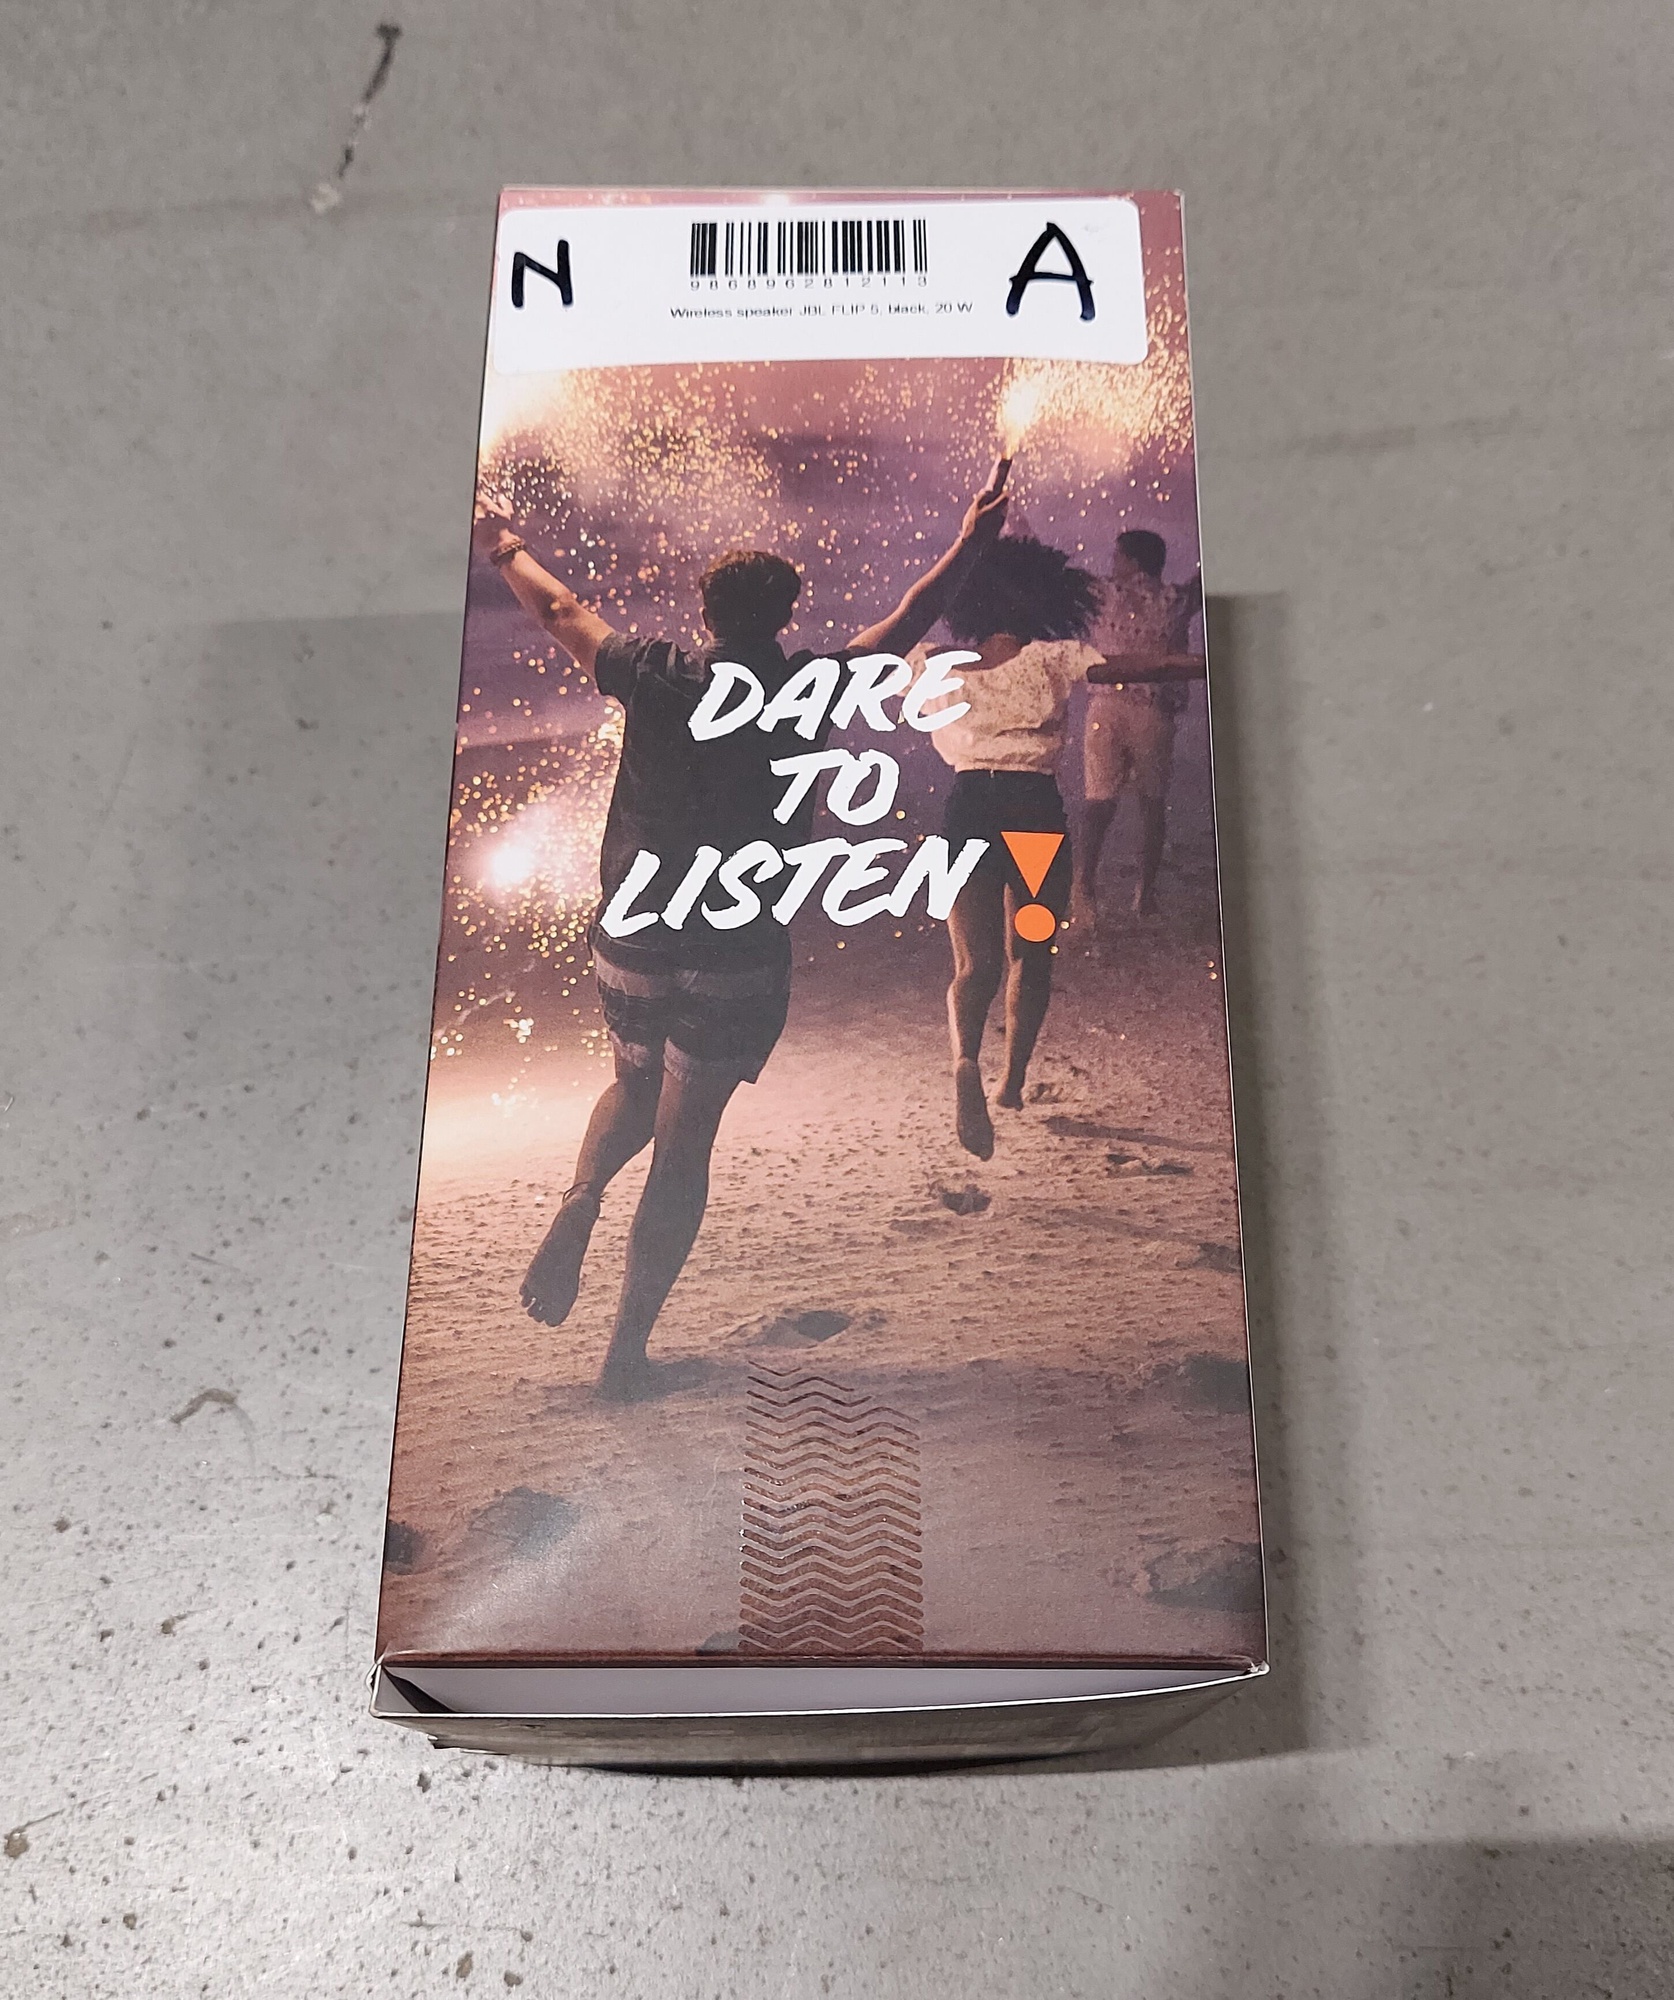 N
A
9868962812113
Wireless speaker JBL FLIP 5, black, 20 W
DARE
TO
LISTEN!